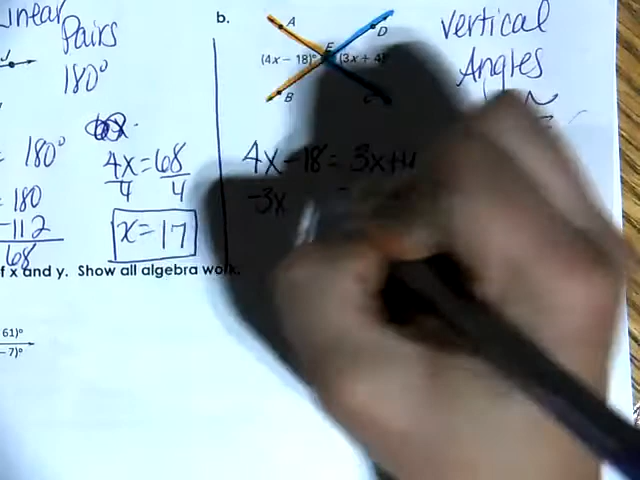 Linear
Pairs
180°
= 180°
= 180
-112
68
4x=68
4 4
x=17
b.
A
D
E
(4x - 18)°
(3x + 4)
B
C
4x-18=3x+4
-3x
Vertical
Angles
f x and y. Show all algebra work.
61)°
- 7)°